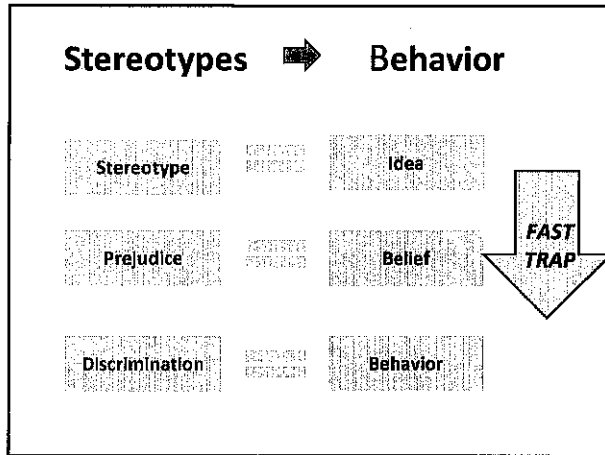 Stereotypes Behavior
Stereotype = Idea
Prejudice = Belief
Discrimination = Behavior
FAST
TRAP